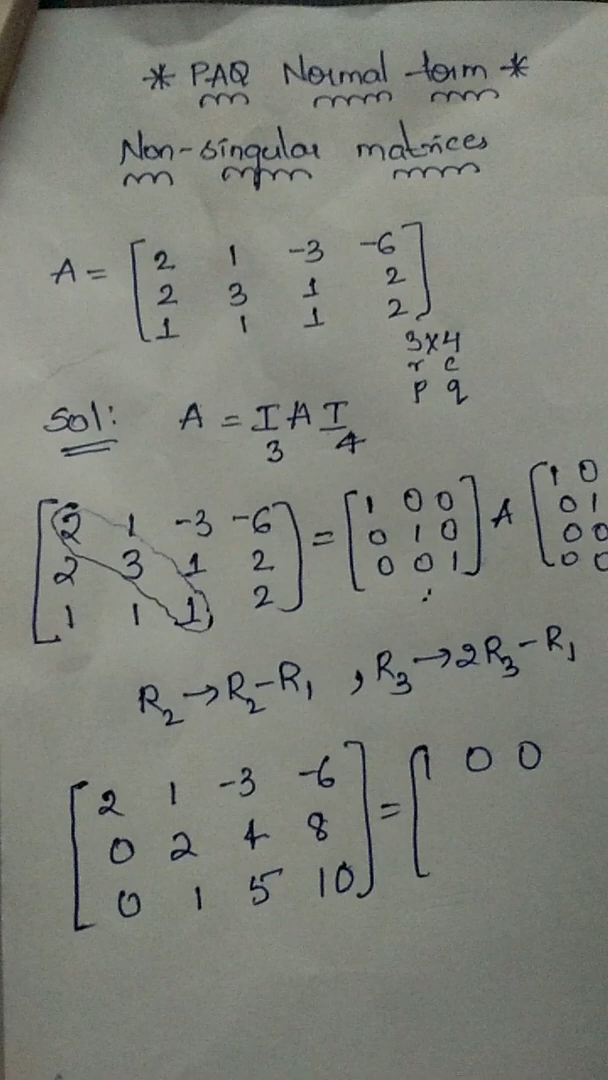 * PAQ Normal form *
Non-singular matrices
A = [2 1 -3 -6
2 3 1 2
1 1 1 2]
3×4
r c
p q
Sol: A = I₃ A I₄
[2 1 -3 -6
2 3 1 2
1 1 1 2] = [1 0 0
0 1 0
0 0 1] A [1 0
0 1
0 0
0 0
R₂→R₂-R₁, R₃→2R₃-R₁
[2 1 -3 -6
0 2 4 8
0 1 5 10] = [1 0 0